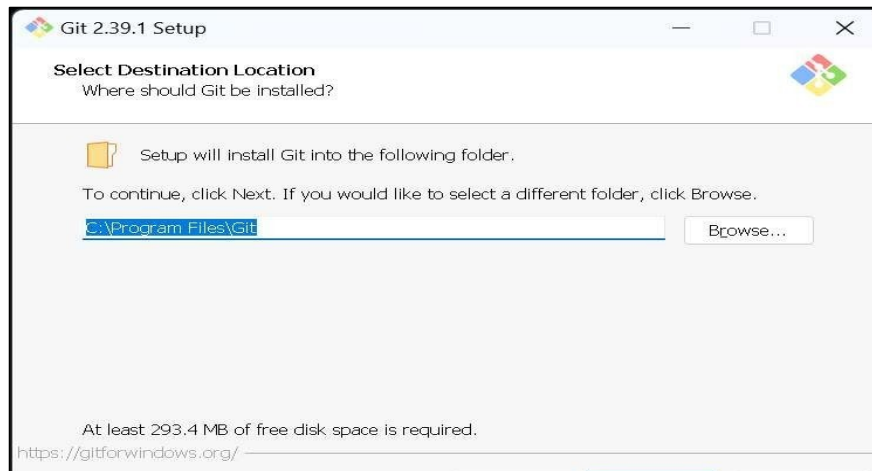 Git 2.39.1 Setup
Select Destination Location
Where should Git be installed?
Setup will install Git into the following folder.
To continue, click Next. If you would like to select a different folder, click Browse.
C:\Program Files\Git
Browse...
At least 293.4 MB of free disk space is required.
https://gitforwindows.org/